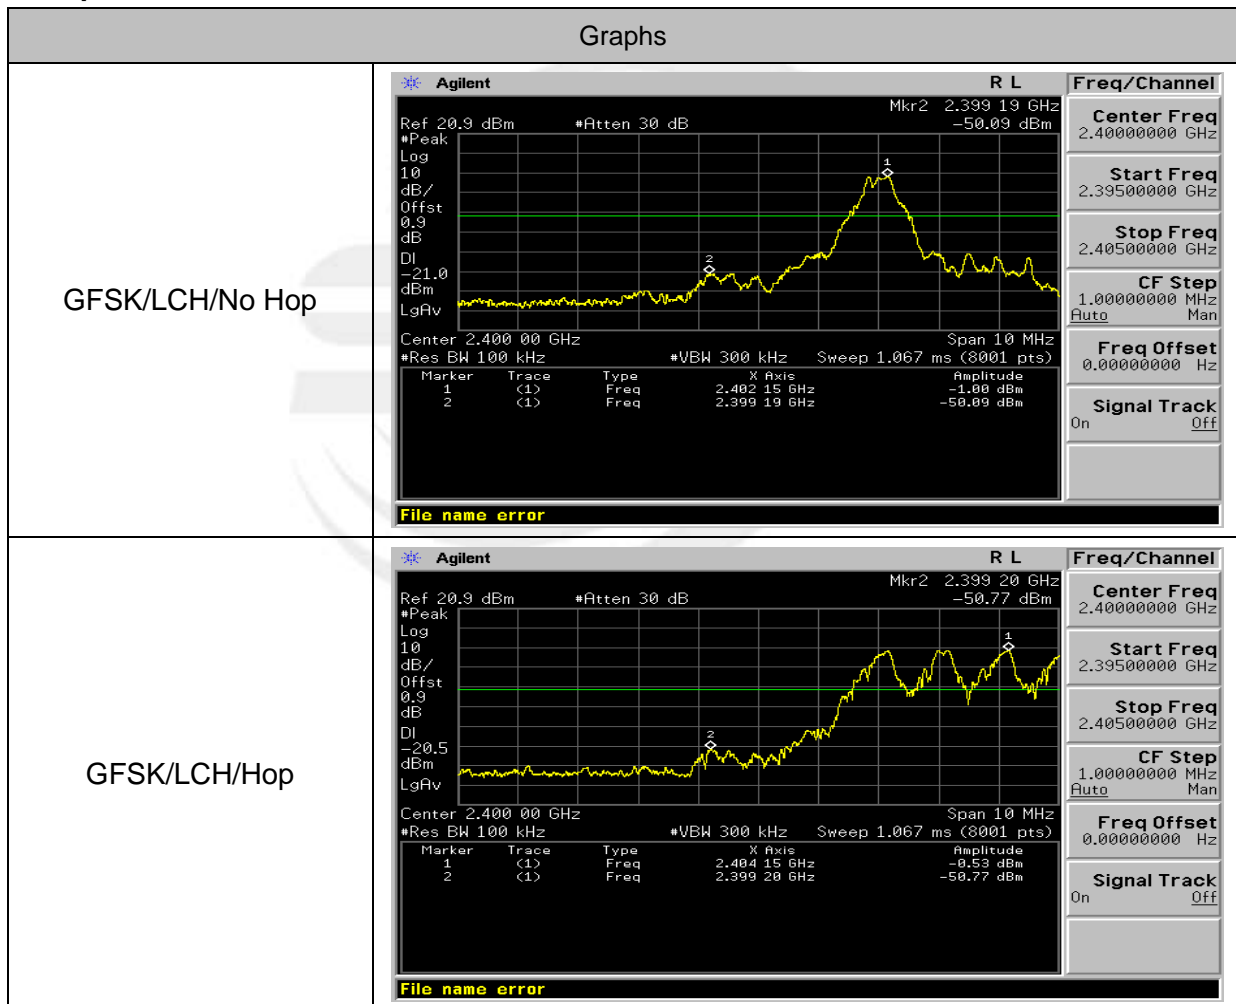 Graphs
GFSK/LCH/No Hop
Agilent R L Freq/Channel
Mkr2 2.399 19 GHz
Ref 20.9 dBm #Atten 30 dB -50.09 dBm
#Peak
Log
10
dB/
Offst
0.9
dB
DI
-21.0
dBm
LgAv
1
2
Center 2.400 00 GHz Span 10 MHz
#Res BW 100 kHz #VBW 300 kHz Sweep 1.067 ms (8001 pts)
Marker Trace Type X Axis Amplitude
1 (1) Freq 2.402 15 GHz -1.00 dBm
2 (1) Freq 2.399 19 GHz -50.09 dBm
File name error
Center Freq
2.40000000 GHz
Start Freq
2.39500000 GHz
Stop Freq
2.40500000 GHz
CF Step
1.00000000 MHz
Auto Man
Freq Offset
0.00000000 Hz
Signal Track
On Off
GFSK/LCH/Hop
Agilent R L Freq/Channel
Mkr2 2.399 20 GHz
Ref 20.9 dBm #Atten 30 dB -50.77 dBm
#Peak
Log
10
dB/
Offst
0.9
dB
DI
-20.5
dBm
LgAv
1
2
Center 2.400 00 GHz Span 10 MHz
#Res BW 100 kHz #VBW 300 kHz Sweep 1.067 ms (8001 pts)
Marker Trace Type X Axis Amplitude
1 (1) Freq 2.404 15 GHz -0.53 dBm
2 (1) Freq 2.399 20 GHz -50.77 dBm
File name error
Center Freq
2.40000000 GHz
Start Freq
2.39500000 GHz
Stop Freq
2.40500000 GHz
CF Step
1.00000000 MHz
Auto Man
Freq Offset
0.00000000 Hz
Signal Track
On Off